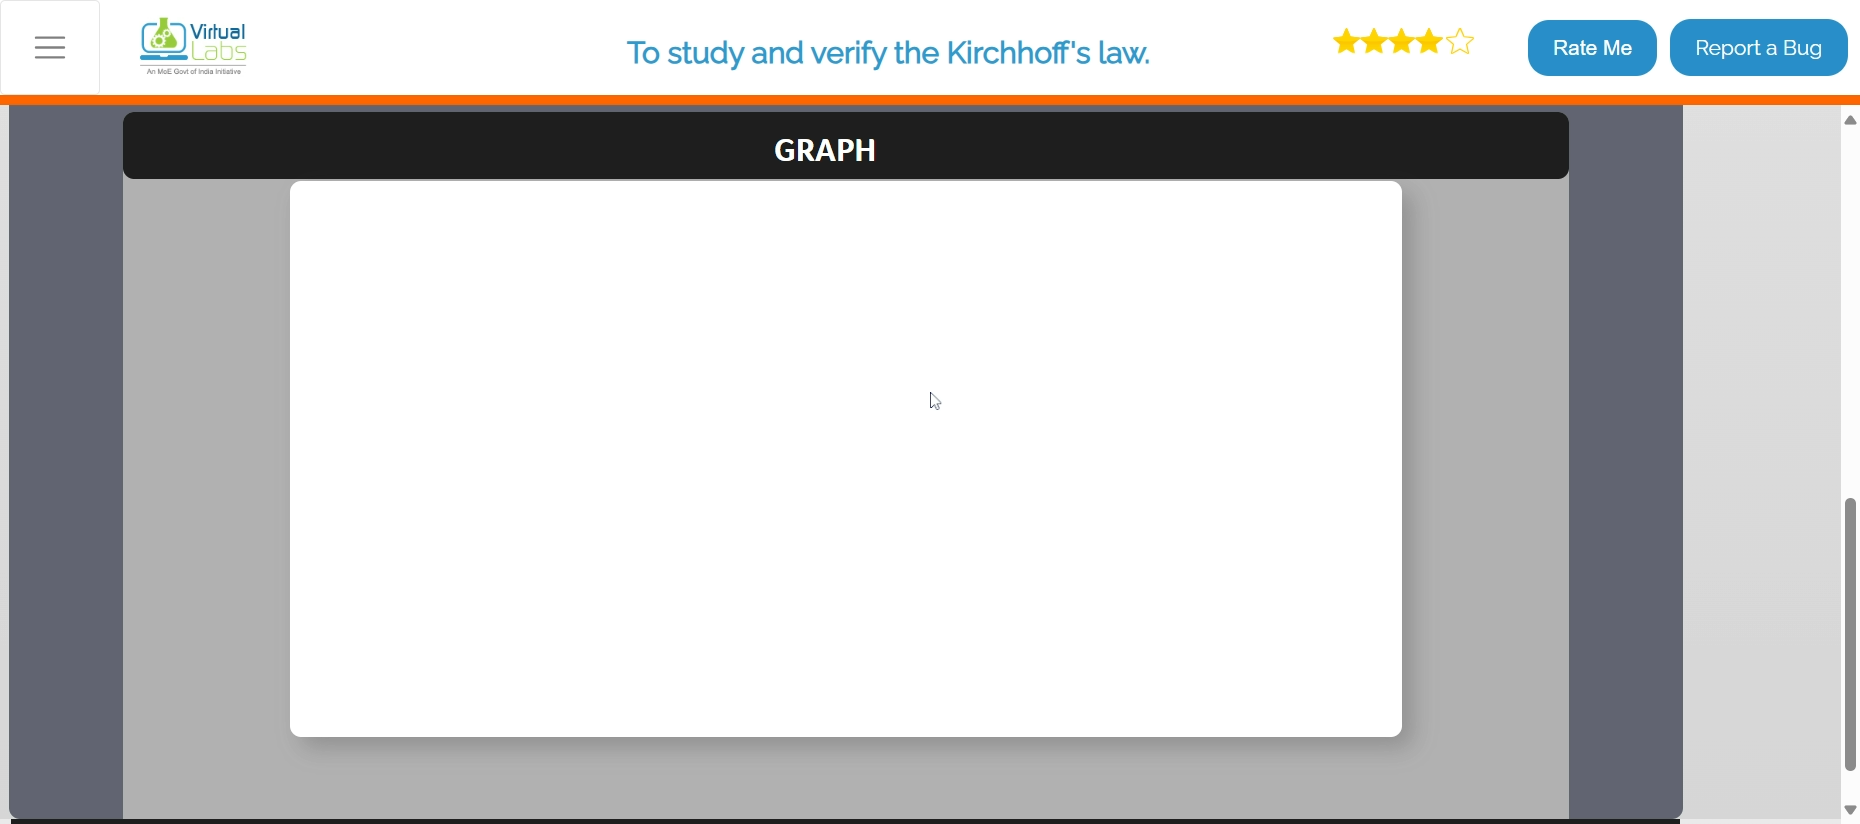 Virtual
Labs
An MoE Govt of India Initiative
To study and verify the Kirchhoff's law.
Rate Me
Report a Bug
GRAPH